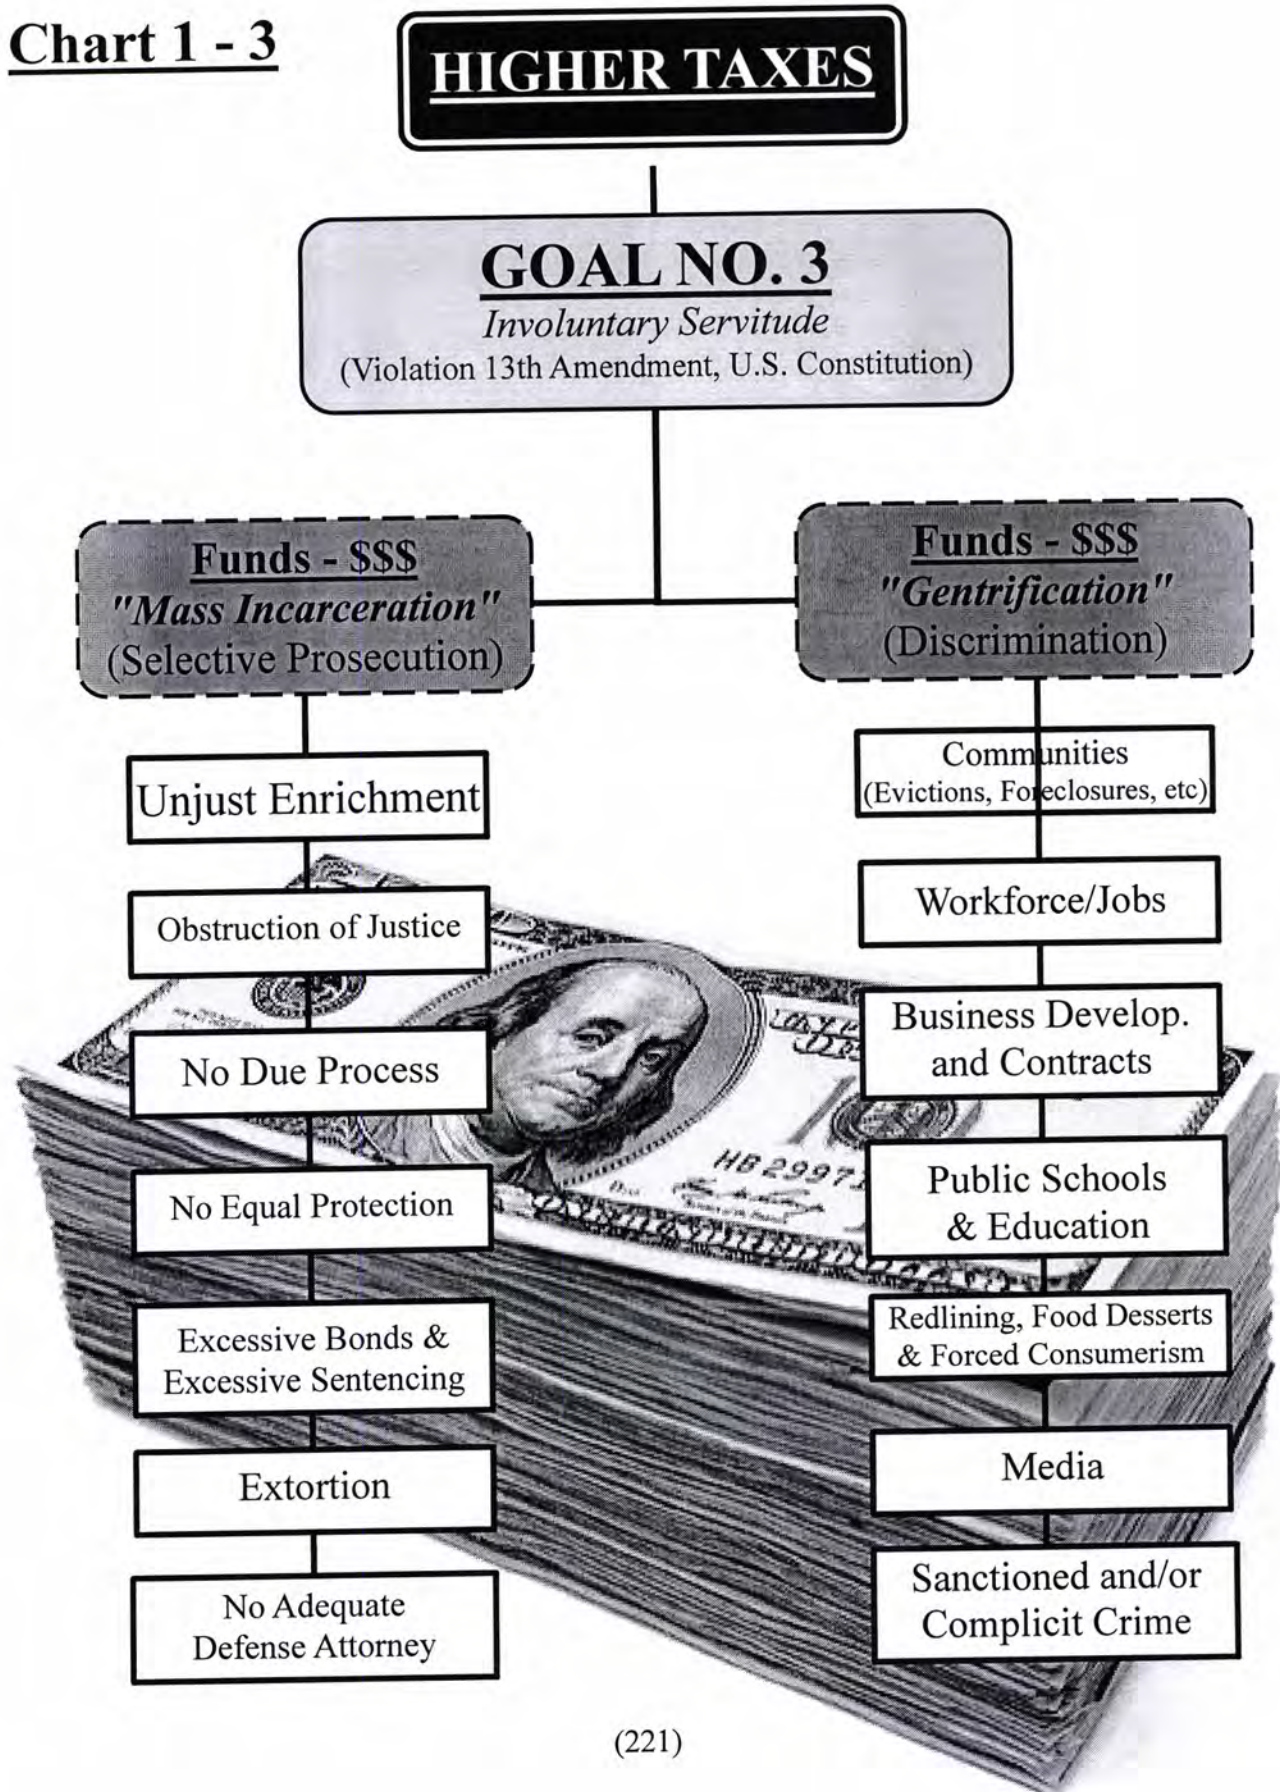 Chart 1 - 3
HIGHER TAXES
GOAL NO. 3
Involuntary Servitude
(Violation 13th Amendment, U.S. Constitution)
Funds - $$$
"Mass Incarceration"
(Selective Prosecution)
Unjust Enrichment
Obstruction of Justice
No Due Process
No Equal Protection
Excessive Bonds &
Excessive Sentencing
Extortion
No Adequate
Defense Attorney
Funds - $$$
"Gentrification"
(Discrimination)
Communities
(Evictions, Foreclosures, etc)
Workforce/Jobs
Business Develop.
and Contracts
Public Schools
& Education
Redlining, Food Desserts
& Forced Consumerism
Media
Sanctioned and/or
Complicit Crime
HB 2997
(221)